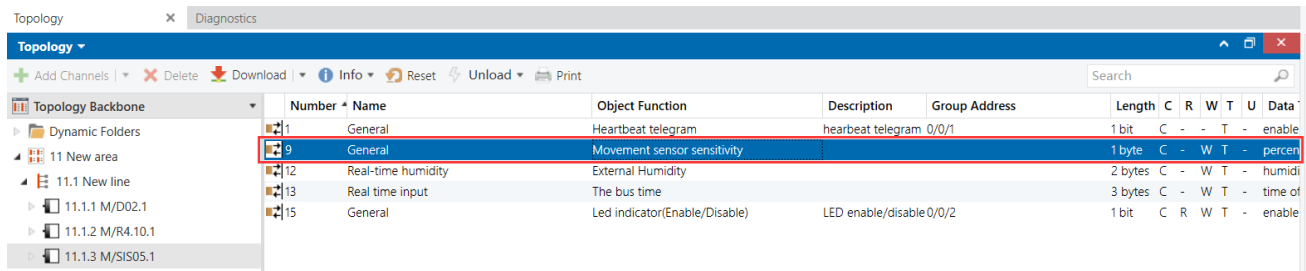 Topology Diagnostics
Topology
Add Channels Delete Download Info Reset Unload Print Search
Topology Backbone Number Name Object Function Description Group Address Length C R W T U Data T
Dynamic Folders 1 General Heartbeat telegram hearbeat telegram 0/0/1 1 bit C - - T - enable
11 New area 9 General Movement sensor sensitivity 1 byte C - W T - percen
11.1 New line 12 Real-time humidity External Humidity 2 bytes C - W T - humidi
13 Real time input The bus time 3 bytes C - W T - time of
11.1.1 M/D02.1 15 General Led indicator(Enable/Disable) LED enable/disable 0/0/2 1 bit C R W T - enable
11.1.2 M/R4.10.1
11.1.3 M/SIS05.1